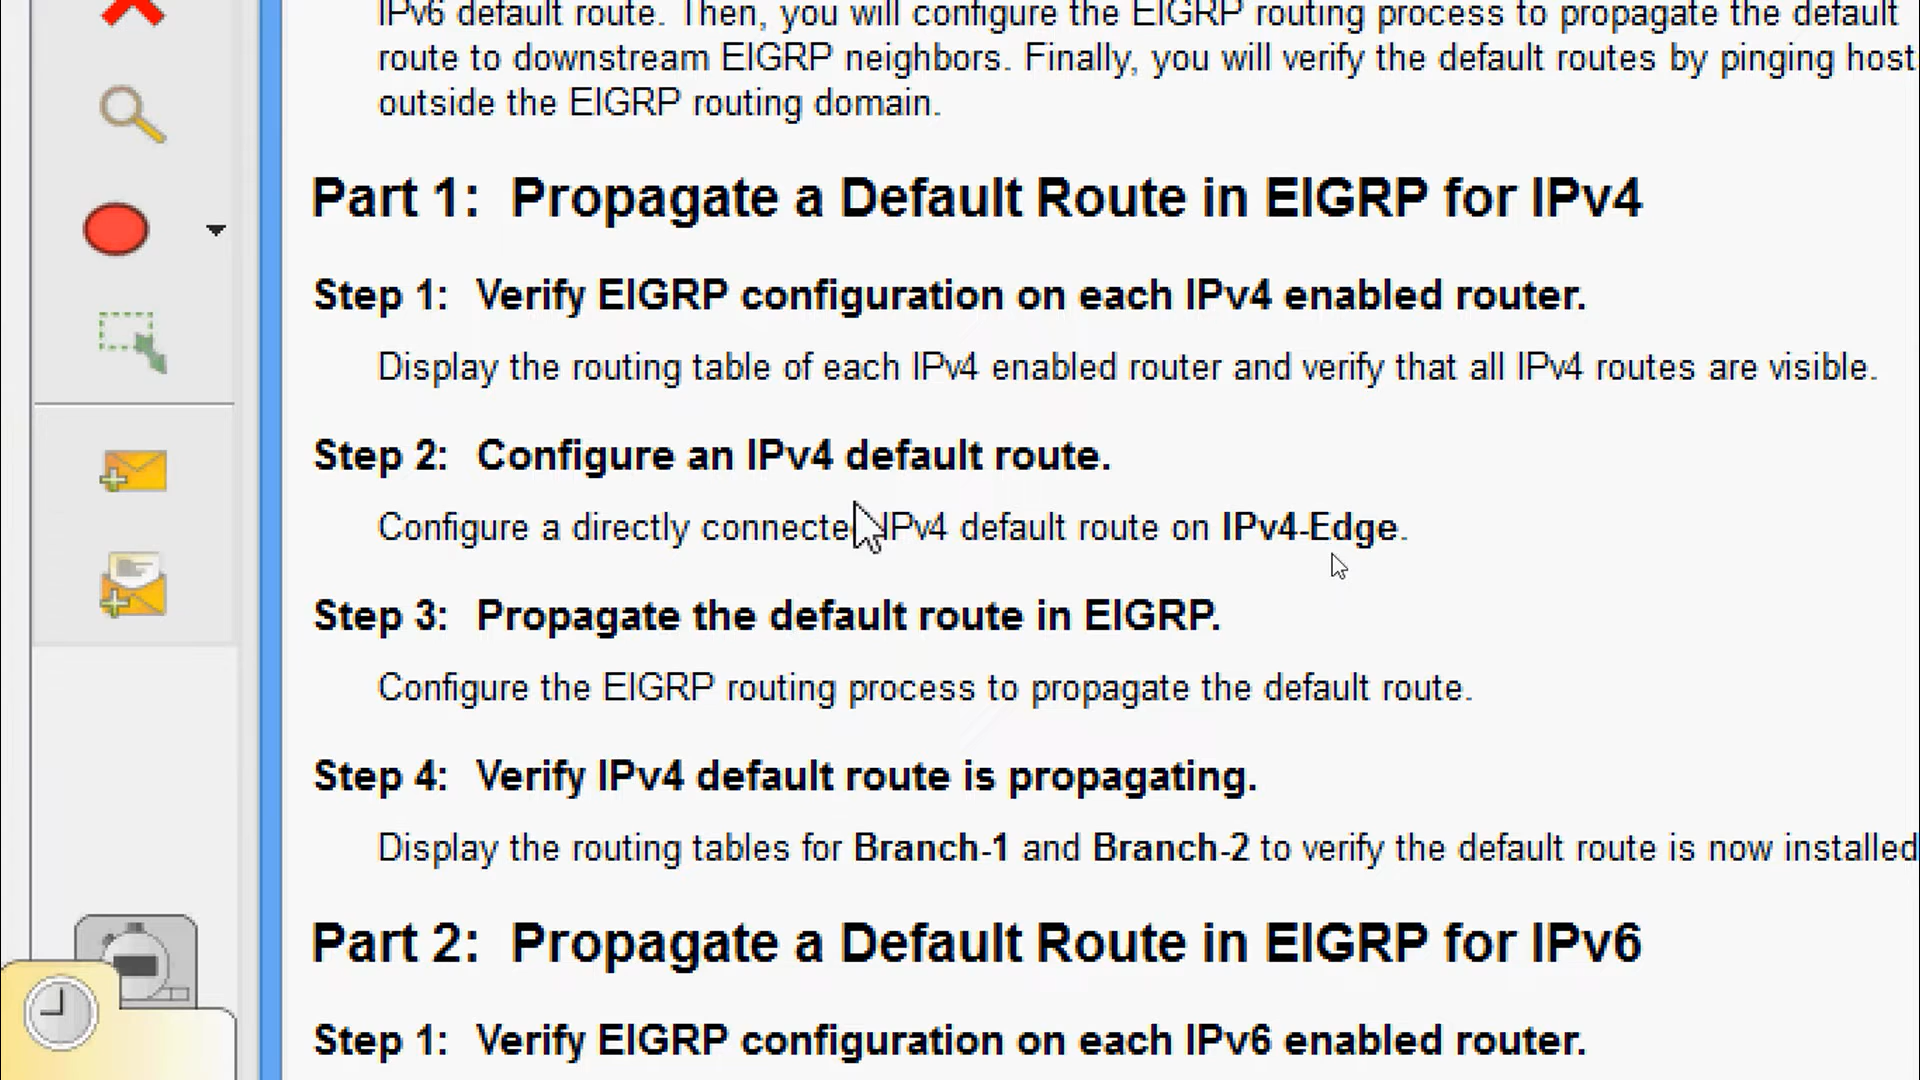 IPv6 default route. Then, you will configure the EIGRP routing process to propagate the default
route to downstream EIGRP neighbors. Finally, you will verify the default routes by pinging host
outside the EIGRP routing domain.
Part 1: Propagate a Default Route in EIGRP for IPv4
Step 1: Verify EIGRP configuration on each IPv4 enabled router.
Display the routing table of each IPv4 enabled router and verify that all IPv4 routes are visible.
Step 2: Configure an IPv4 default route.
Configure a directly connected IPv4 default route on IPv4-Edge.
Step 3: Propagate the default route in EIGRP.
Configure the EIGRP routing process to propagate the default route.
Step 4: Verify IPv4 default route is propagating.
Display the routing tables for Branch-1 and Branch-2 to verify the default route is now installed
Part 2: Propagate a Default Route in EIGRP for IPv6
Step 1: Verify EIGRP configuration on each IPv6 enabled router.